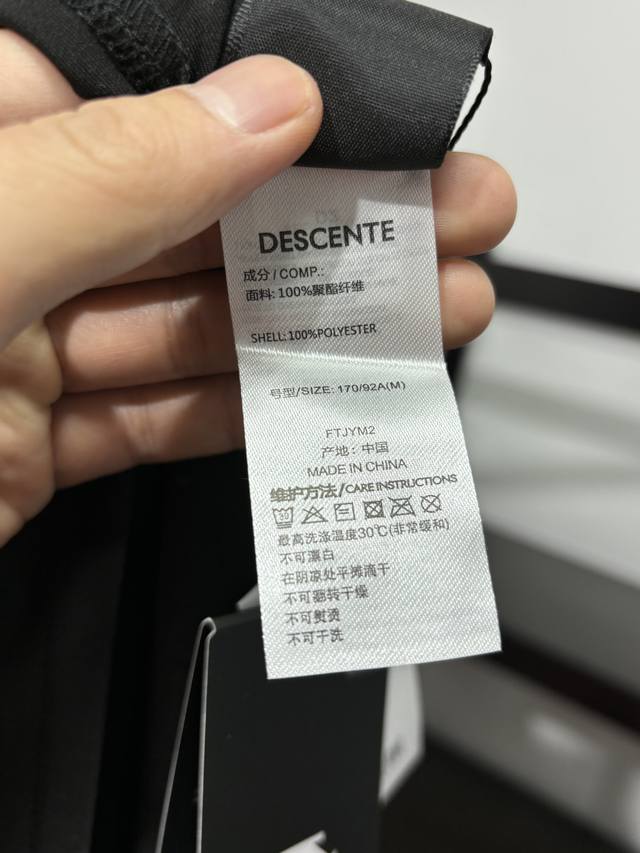 DESCENTE
成分/COMP.:
面料:100%聚酯纤维
SHELL:100%POLYESTER
号型/SIZE: 170/92A(M)
FTJYM2
产地:中国
MADE IN CHINA
维护方法/CARE INSTRUCTIONS
30
最高洗涤温度30℃(非常缓和)
不可漂白
在阴凉处平摊滴干
不可翻转干燥
不可熨烫
不可干洗